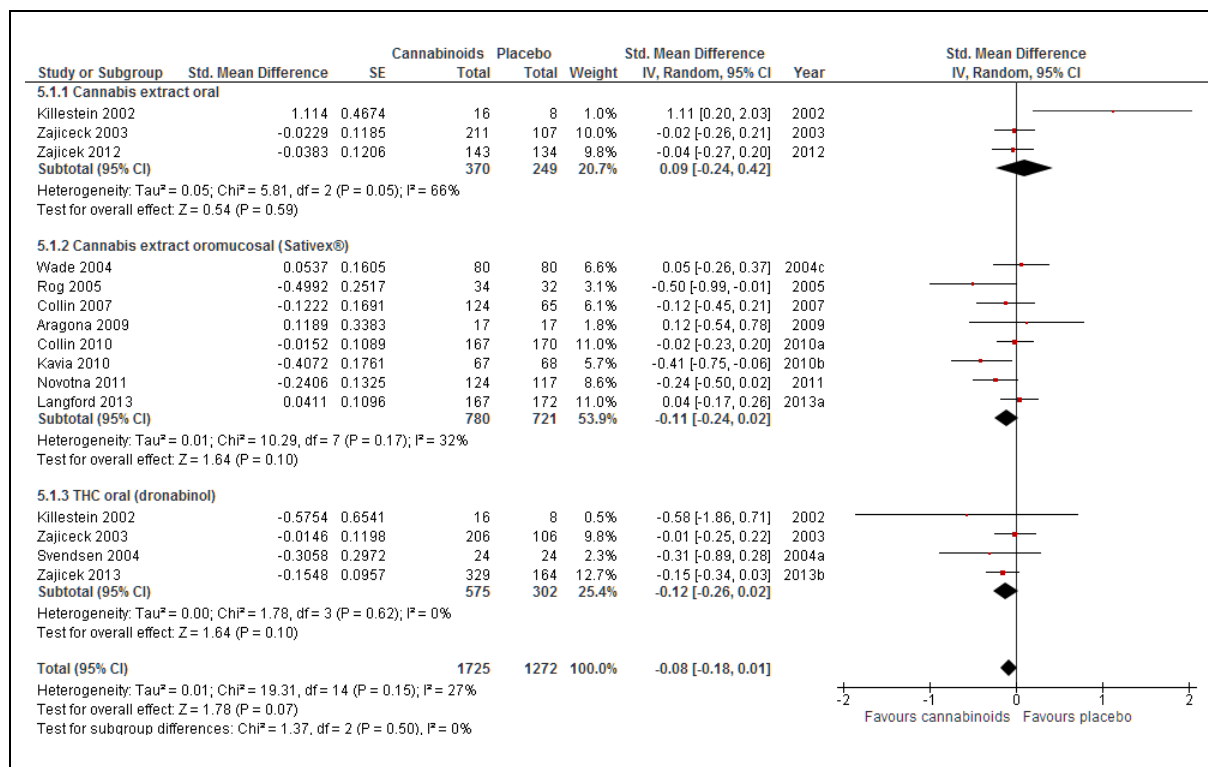 Cannabinoids Placebo Std. Mean Difference Std. Mean Difference
Study or Subgroup Std. Mean Difference SE Total Total Weight IV, Random, 95% CI Year IV, Random, 95% CI
5.1.1 Cannabis extract oral
Killestein 2002 1.114 0.4674 16 8 1.0% 1.11 [0.20, 2.03] 2002
Zajiceck 2003 -0.0229 0.1185 211 107 10.0% -0.02 [-0.26, 0.21] 2003
Zajicek 2012 -0.0383 0.1206 143 134 9.8% -0.04 [-0.27, 0.20] 2012
Subtotal (95% CI) 370 249 20.7% 0.09 [-0.24, 0.42]
Heterogeneity: Tau² = 0.05; Chi² = 5.81, df = 2 (P = 0.05); I² = 66%
Test for overall effect: Z = 0.54 (P = 0.59)
5.1.2 Cannabis extract oromucosal (Sativex®)
Wade 2004 0.0537 0.1605 80 80 6.6% 0.05 [-0.26, 0.37] 2004c
Rog 2005 -0.4992 0.2517 34 32 3.1% -0.50 [-0.99, -0.01] 2005
Collin 2007 -0.1222 0.1691 124 65 6.1% -0.12 [-0.45, 0.21] 2007
Aragona 2009 0.1189 0.3383 17 17 1.8% 0.12 [-0.54, 0.78] 2009
Collin 2010 -0.0152 0.1089 167 170 11.0% -0.02 [-0.23, 0.20] 2010a
Kavia 2010 -0.4072 0.1761 67 68 5.7% -0.41 [-0.75, -0.06] 2010b
Novotna 2011 -0.2406 0.1325 124 117 8.6% -0.24 [-0.50, 0.02] 2011
Langford 2013 0.0411 0.1096 167 172 11.0% 0.04 [-0.17, 0.26] 2013a
Subtotal (95% CI) 780 721 53.9% -0.11 [-0.24, 0.02]
Heterogeneity: Tau² = 0.01; Chi² = 10.29, df = 7 (P = 0.17); I² = 32%
Test for overall effect: Z = 1.64 (P = 0.10)
5.1.3 THC oral (dronabinol)
Killestein 2002 -0.5754 0.6541 16 8 0.5% -0.58 [-1.86, 0.71] 2002
Zajiceck 2003 -0.0146 0.1198 206 106 9.8% -0.01 [-0.25, 0.22] 2003
Svendsen 2004 -0.3058 0.2972 24 24 2.3% -0.31 [-0.89, 0.28] 2004a
Zajicek 2013 -0.1548 0.0957 329 164 12.7% -0.15 [-0.34, 0.03] 2013b
Subtotal (95% CI) 575 302 25.4% -0.12 [-0.26, 0.02]
Heterogeneity: Tau² = 0.00; Chi² = 1.78, df = 3 (P = 0.62); I² = 0%
Test for overall effect: Z = 1.64 (P = 0.10)
Total (95% CI) 1725 1272 100.0% -0.08 [-0.18, 0.01]
Heterogeneity: Tau² = 0.01; Chi² = 19.31, df = 14 (P = 0.15); I² = 27%
Test for overall effect: Z = 1.78 (P = 0.07)
Test for subgroup differences: Chi² = 1.37, df = 2 (P = 0.50), I² = 0%
-2 -1 0 1 2
Favours cannabinoids Favours placebo